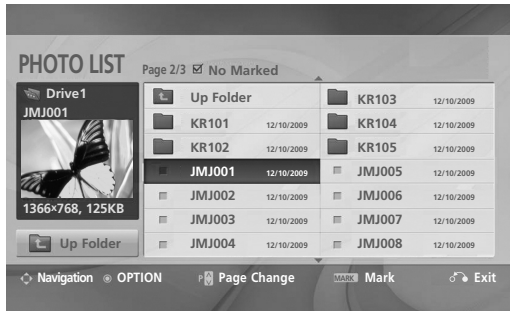 PHOTO LIST
Page 2/3 No Marked
Drive1
JMJ001
1366×768, 125KB
Up Folder
Up Folder
KR101 12/10/2009
KR102 12/10/2009
JMJ001 12/10/2009
JMJ002 12/10/2009
JMJ003 12/10/2009
JMJ004 12/10/2009
KR103 12/10/2009
KR104 12/10/2009
KR105 12/10/2009
JMJ005 12/10/2009
JMJ006 12/10/2009
JMJ007 12/10/2009
JMJ008 12/10/2009
Navigation OPTION P Page Change MARK Mark Exit